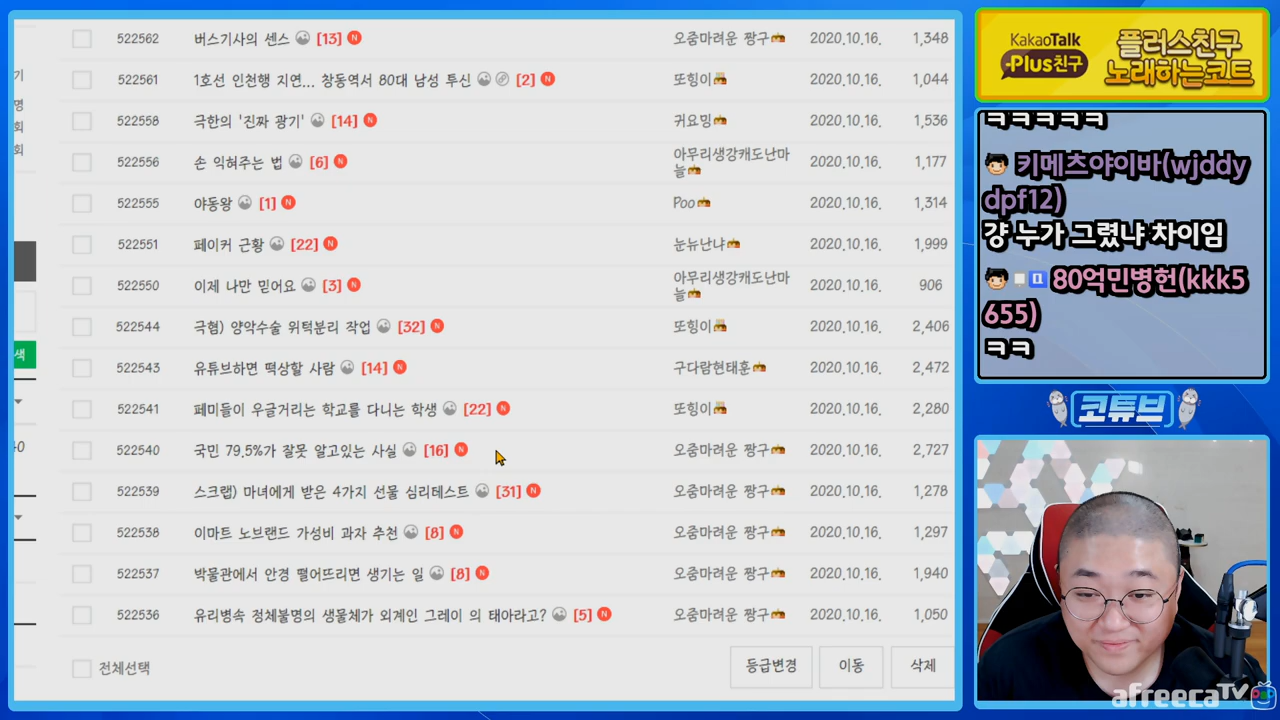 522562 버스기사의 센스 [13] N 오줌마려운 짱구 2020.10.16. 1,348
522561 1호선 인천행 지연... 창동역서 80대 남성 투신 [2] N 또힝이 2020.10.16. 1,044
522558 극한의 '진짜 광기' [14] N 귀요밍 2020.10.16. 1,536
522556 손 익혀주는 법 [6] N 아무리생강캐도난마늘 2020.10.16. 1,177
522555 야동왕 [1] N Poo 2020.10.16. 1,314
522551 페이커 근황 [22] N 눈뉴난냐 2020.10.16. 1,999
522550 이제 나만 믿어요 [3] N 아무리생강캐도난마늘 2020.10.16. 906
522544 극혐) 양악수술 위턱분리 작업 [32] N 또힝이 2020.10.16. 2,406
522543 유튜브하면 떡상할 사람 [14] N 구다람현태훈 2020.10.16. 2,472
522541 페미들이 우글거리는 학교를 다니는 학생 [22] N 또힝이 2020.10.16. 2,280
522540 국민 79.5%가 잘못 알고있는 사실 [16] N 오줌마려운 짱구 2020.10.16. 2,727
522539 스크랩) 마녀에게 받은 4가지 선물 심리테스트 [31] N 오줌마려운 짱구 2020.10.16. 1,278
522538 이마트 노브랜드 가성비 과자 추천 [8] N 오줌마려운 짱구 2020.10.16. 1,297
522537 박물관에서 안경 떨어뜨리면 생기는 일 [8] N 오줌마려운 짱구 2020.10.16. 1,940
522536 유리병속 정체불명의 생물체가 외계인 그레이 의 태아라고? [5] N 오줌마려운 짱구 2020.10.16. 1,050
전체선택 등급변경 이동 삭제
기
명
회
회
색
KakaoTalk
Plus친구
플러스친구
노래하는코트
ㅋㅋㅋㅋㅋ
키메츠야이바(wjddy
dpf12)
걍 누가 그렸냐 차이임
80억민병헌(kkk5
655)
ㅋㅋ
코튜브
afreecaTV